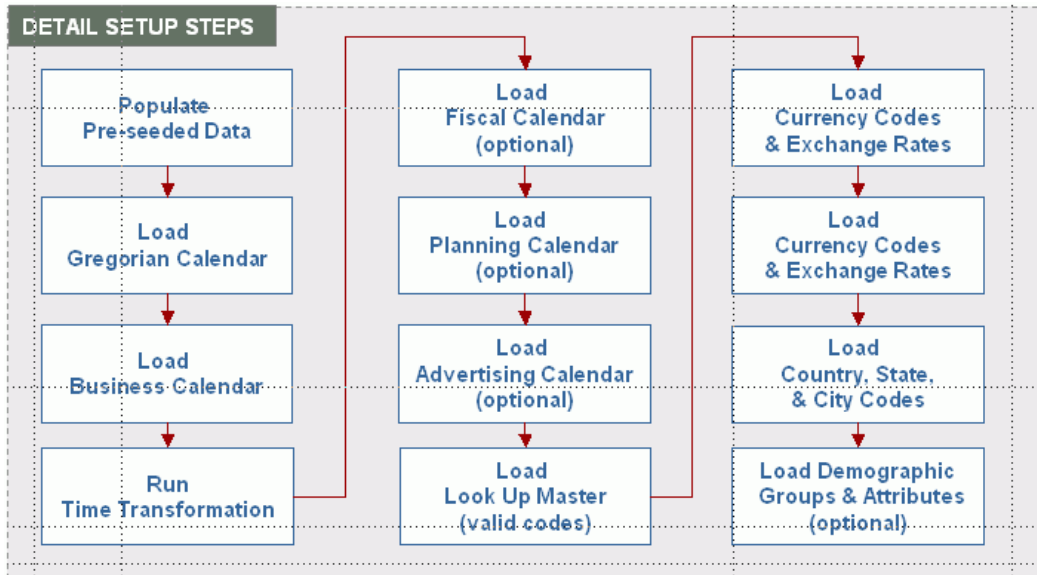 DETAIL SETUP STEPS
Populate
Pre-seeded Data
Load
Gregorian Calendar
Load
Business Calendar
Run
Time Transformation
Load
Fiscal Calendar
(optional)
Load
Planning Calendar
(optional)
Load
Advertising Calendar
(optional)
Load
Look Up Master
(valid codes)
Load
Currency Codes
& Exchange Rates
Load
Currency Codes
& Exchange Rates
Load
Country, State,
& City Codes
Load Demographic
Groups & Attributes
(optional)